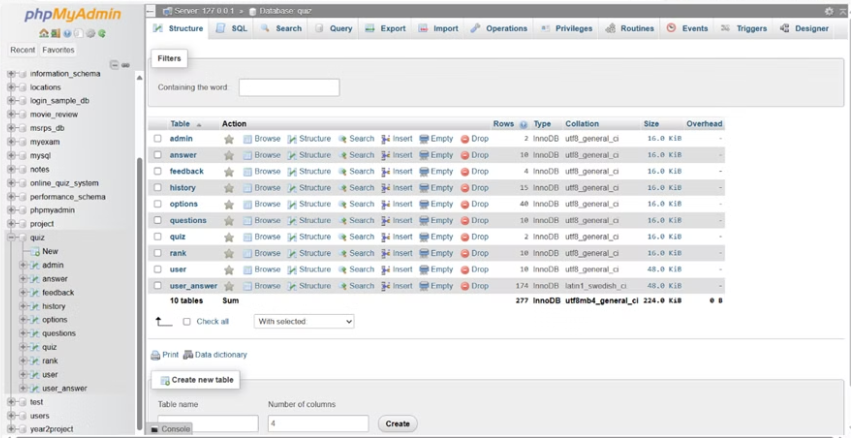 phpMyAdmin
Recent Favorites
information_schema
locations
login_sample_db
movie_review
msrps_db
myexam
mysql
notes
online_quiz_system
performance_schema
phpmyadmin
project
quiz
New
admin
answer
feedback
history
options
questions
quiz
rank
user
user_answer
test
users
year2project
Server: 127.0.0.1 » Database: quiz
Structure SQL Search Query Export Import Operations Privileges Routines Events Triggers Designer
Filters
Containing the word:
Table Action Rows Type Collation Size Overhead
admin Browse Structure Search Insert Empty Drop 2 InnoDB utf8_general_ci 16.0 KiB -
answer Browse Structure Search Insert Empty Drop 10 InnoDB utf8_general_ci 16.0 KiB -
feedback Browse Structure Search Insert Empty Drop 4 InnoDB utf8_general_ci 16.0 KiB -
history Browse Structure Search Insert Empty Drop 15 InnoDB utf8_general_ci 16.0 KiB -
options Browse Structure Search Insert Empty Drop 40 InnoDB utf8_general_ci 16.0 KiB -
questions Browse Structure Search Insert Empty Drop 10 InnoDB utf8_general_ci 16.0 KiB -
quiz Browse Structure Search Insert Empty Drop 2 InnoDB utf8_general_ci 16.0 KiB -
rank Browse Structure Search Insert Empty Drop 10 InnoDB utf8_general_ci 16.0 KiB -
user Browse Structure Search Insert Empty Drop 10 InnoDB utf8_general_ci 48.0 KiB -
user_answer Browse Structure Search Insert Empty Drop 174 InnoDB latin1_swedish_ci 48.0 KiB -
10 tables Sum 277 InnoDB utf8mb4_general_ci 224.0 KiB 0 B
Check all With selected:
Print Data dictionary
Create new table
Table name Number of columns
4 Create
Console